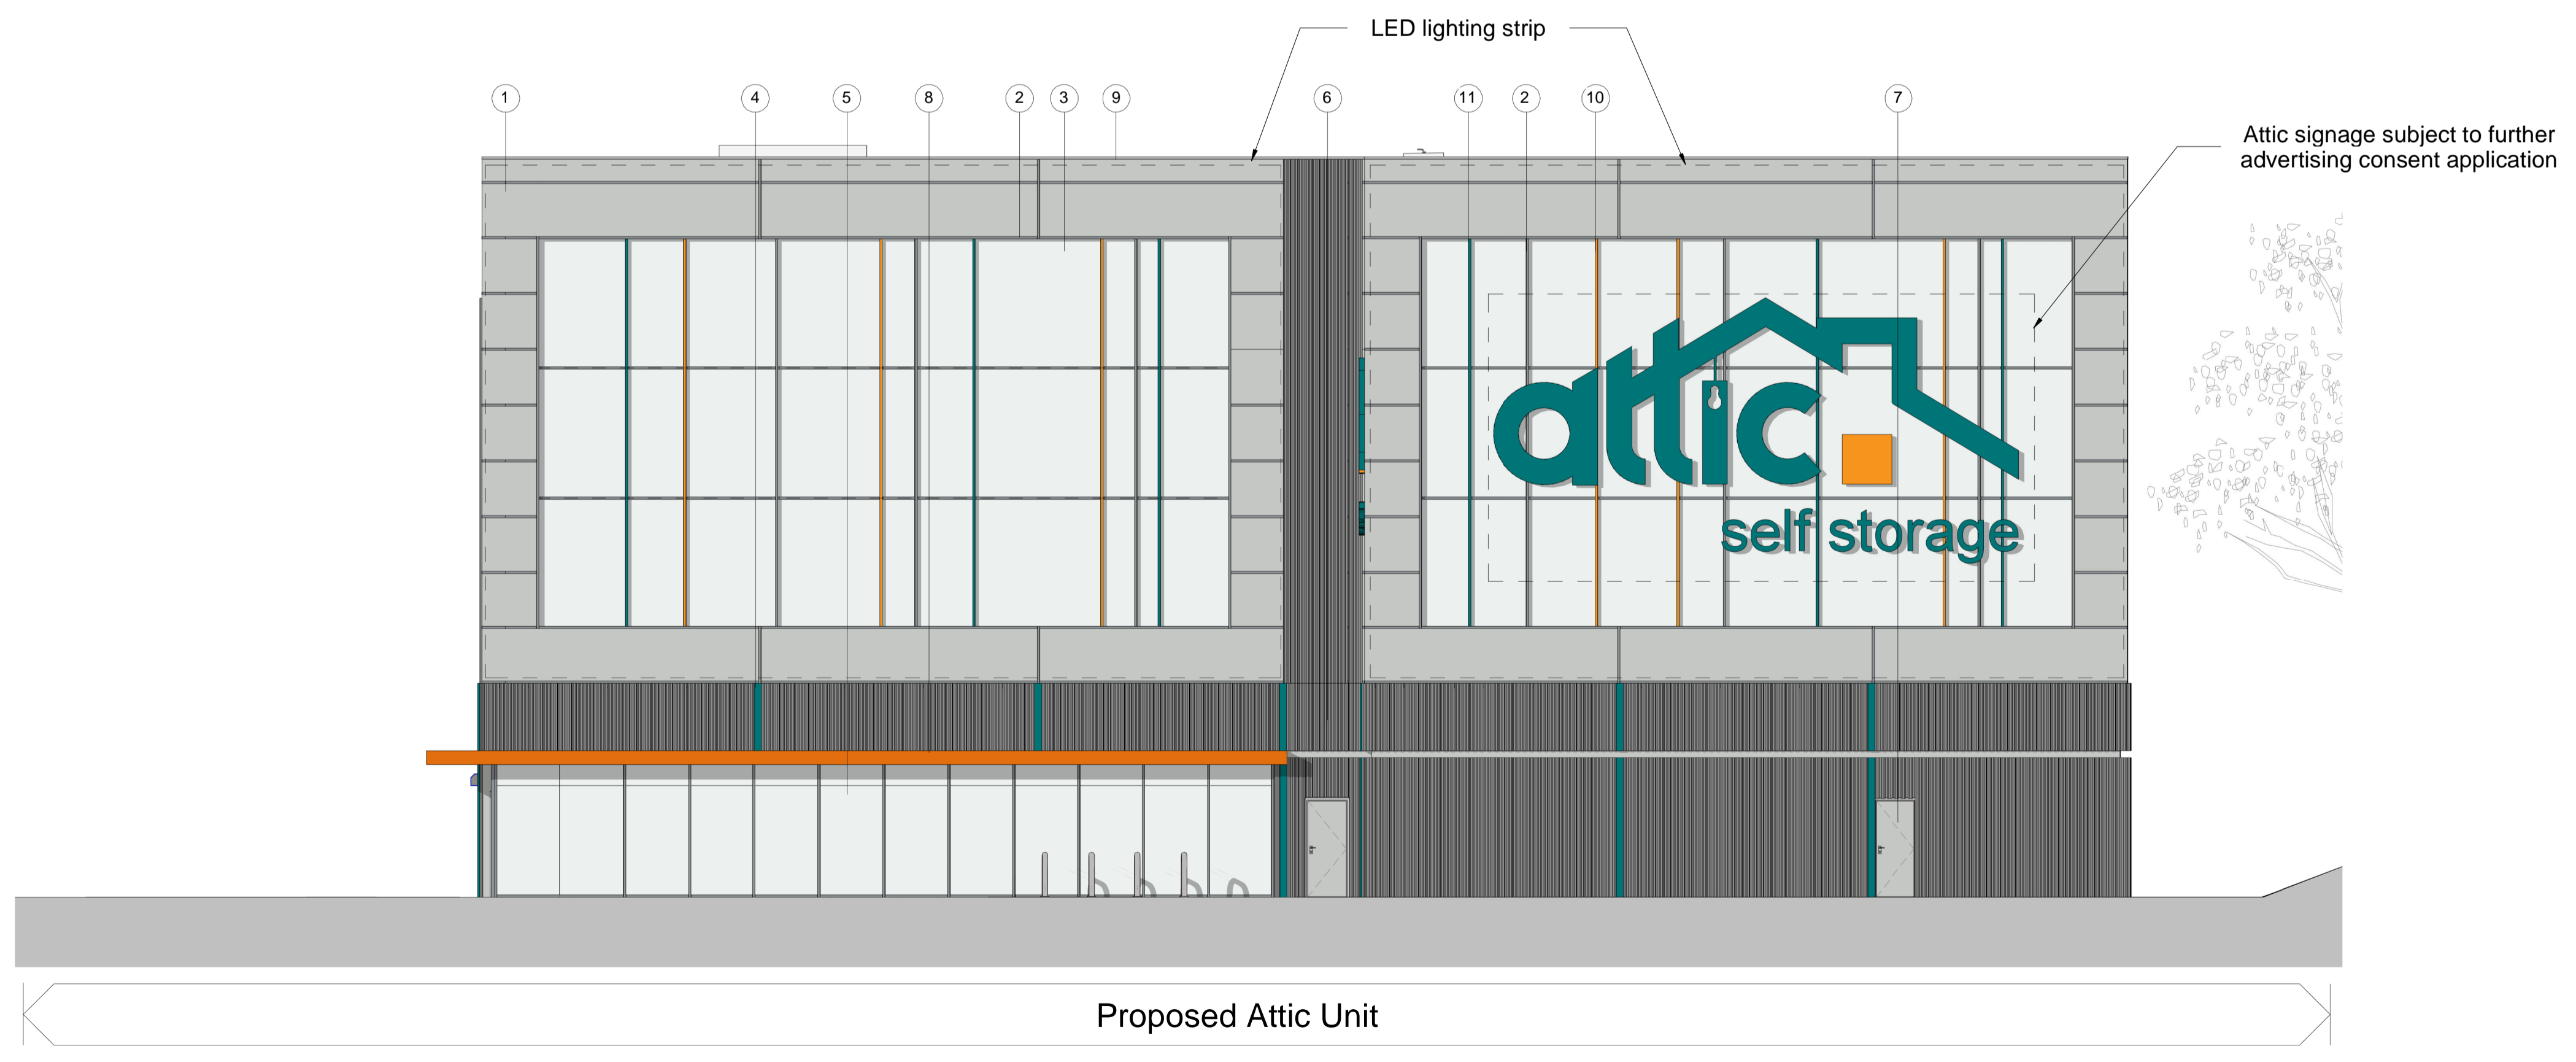 LED lighting strip
1 4 5 8 2 3 9 6 11 2 10 7
Attic signage subject to further
advertising consent application
attic
self storage
Proposed Attic Unit